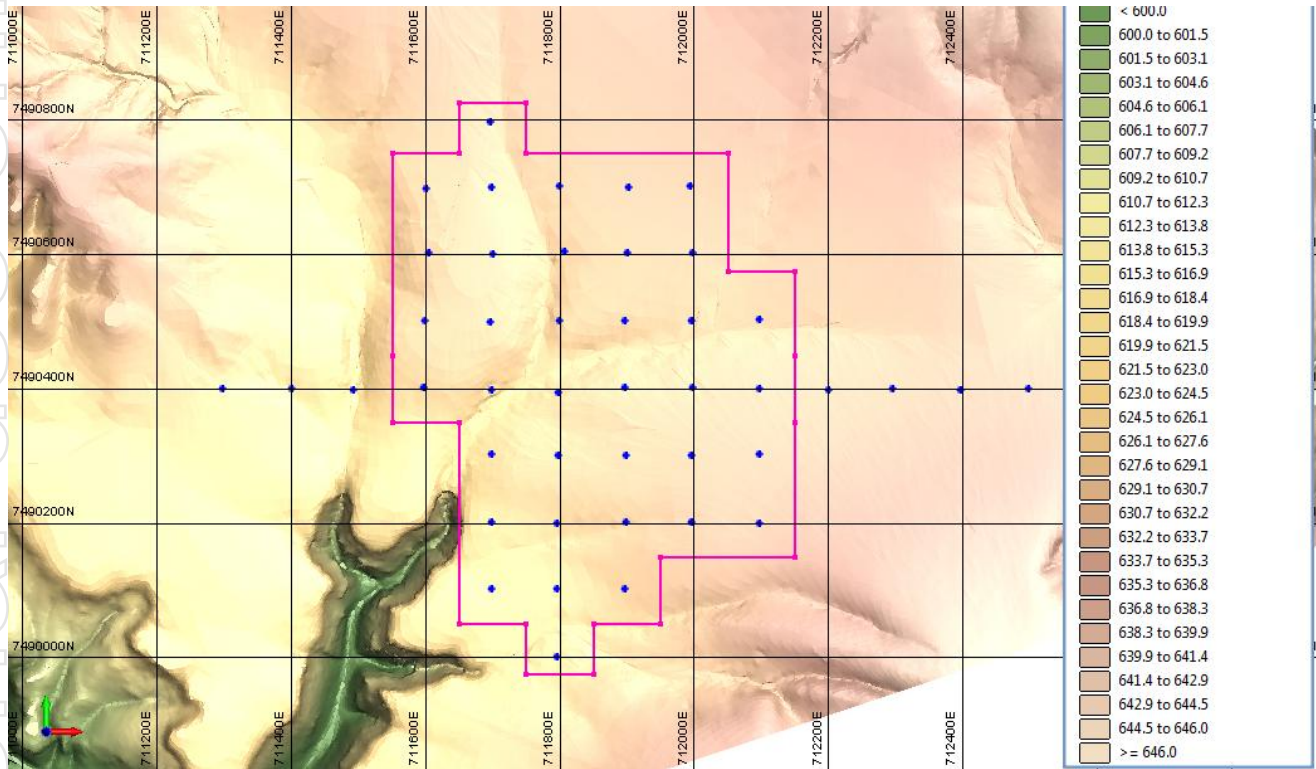 711000E
711200E
711400E
711600E
711800E
712000E
712200E
712400E
7490800N
7490600N
7490400N
7490200N
7490000N
711000E
711200E
711400E
711600E
711800E
712000E
712200E
712400E
< 600.0
600.0 to 601.5
601.5 to 603.1
603.1 to 604.6
604.6 to 606.1
606.1 to 607.7
607.7 to 609.2
609.2 to 610.7
610.7 to 612.3
612.3 to 613.8
613.8 to 615.3
615.3 to 616.9
616.9 to 618.4
618.4 to 619.9
619.9 to 621.5
621.5 to 623.0
623.0 to 624.5
624.5 to 626.1
626.1 to 627.6
627.6 to 629.1
629.1 to 630.7
630.7 to 632.2
632.2 to 633.7
633.7 to 635.3
635.3 to 636.8
636.8 to 638.3
638.3 to 639.9
639.9 to 641.4
641.4 to 642.9
642.9 to 644.5
644.5 to 646.0
>= 646.0